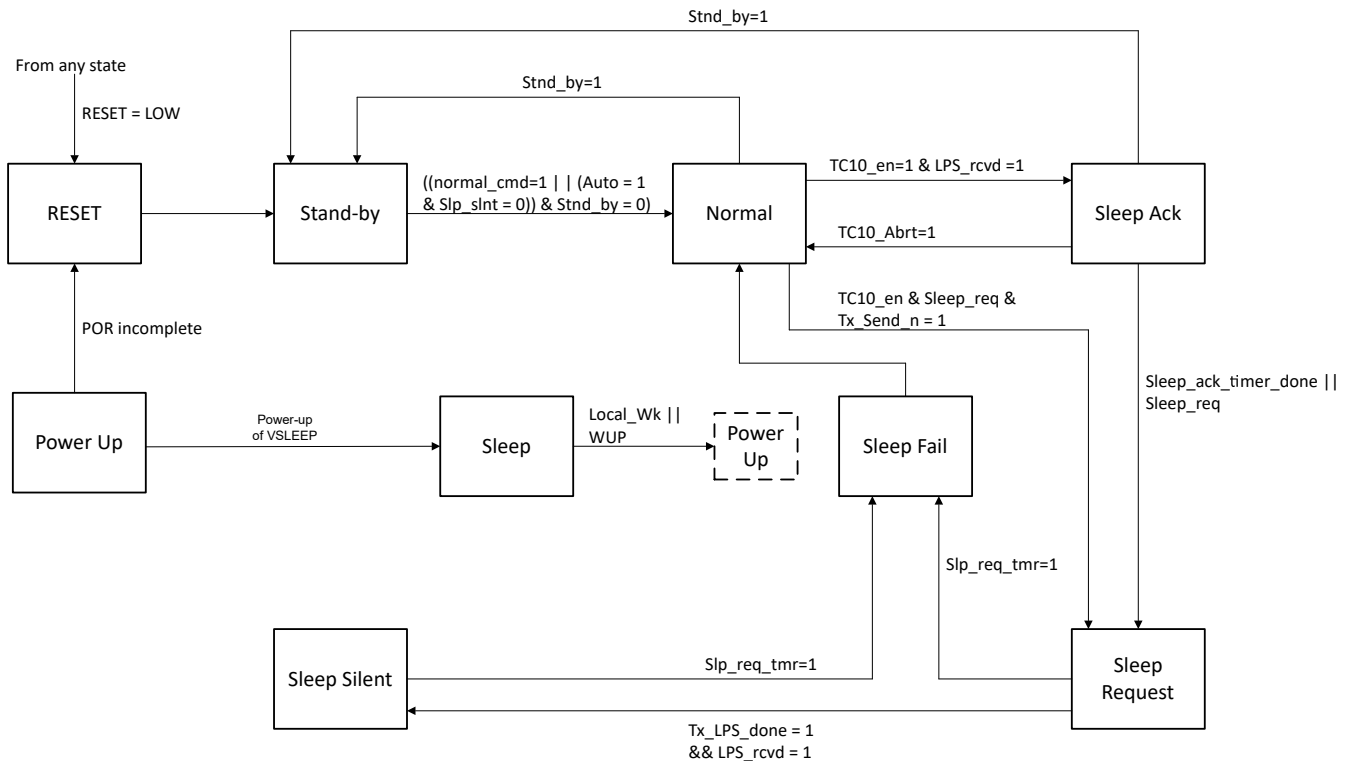 Stnd_by=1
From any state
Stnd_by=1
RESET = LOW
RESET
Stand-by
((normal_cmd=1 | | (Auto = 1
& Slp_slnt = 0)) & Stnd_by = 0)
Normal
TC10_en=1 & LPS_rcvd =1
Sleep Ack
TC10_Abrt=1
TC10_en & Sleep_req &
Tx_Send_n = 1
POR incomplete
Power Up
Power-up
of VSLEEP
Sleep
Local_Wk ||
WUP
Power
Up
Sleep Fail
Sleep_ack_timer_done ||
Sleep_req
Slp_req_tmr=1
Sleep Silent
Slp_req_tmr=1
Sleep
Request
Tx_LPS_done = 1
&& LPS_rcvd = 1